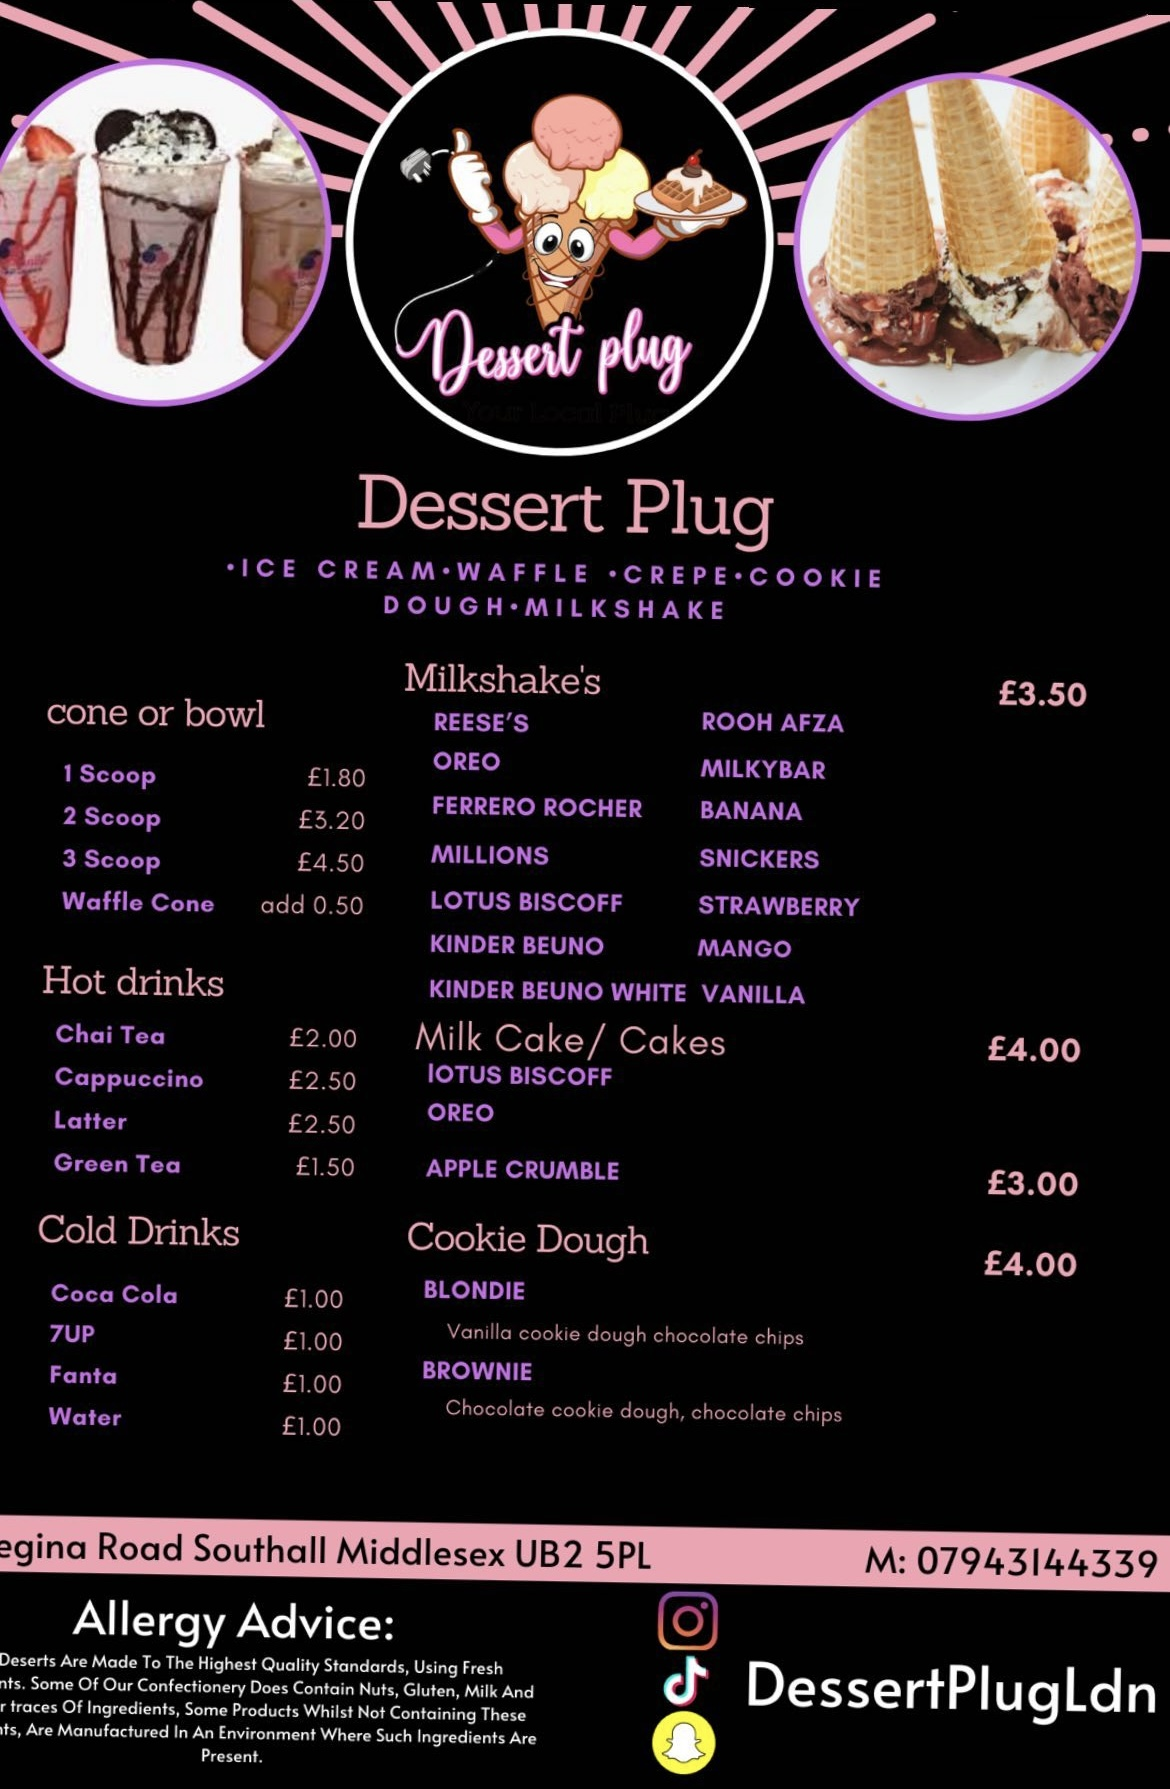 Dessert plug
Your Local Plug
Dessert Plug
•ICE CREAM•WAFFLE •CREPE•COOKIE
DOUGH•MILKSHAKE
cone or bowl
1 Scoop £1.80
2 Scoop £3.20
3 Scoop £4.50
Waffle Cone add 0.50
Hot drinks
Chai Tea £2.00
Cappuccino £2.50
Latter £2.50
Green Tea £1.50
Cold Drinks
Coca Cola £1.00
7UP £1.00
Fanta £1.00
Water £1.00
Milkshake's £3.50
REESE'S ROOH AFZA
OREO MILKYBAR
FERRERO ROCHER BANANA
MILLIONS SNICKERS
LOTUS BISCOFF STRAWBERRY
KINDER BEUNO MANGO
KINDER BEUNO WHITE VANILLA
Milk Cake/ Cakes £4.00
lOTUS BISCOFF
OREO
APPLE CRUMBLE £3.00
Cookie Dough £4.00
BLONDIE
Vanilla cookie dough chocolate chips
BROWNIE
Chocolate cookie dough, chocolate chips
egina Road Southall Middlesex UB2 5PL M: 07943144339
Allergy Advice:
Deserts Are Made To The Highest Quality Standards, Using Fresh
nts. Some Of Our Confectionery Does Contain Nuts, Gluten, Milk And
r traces Of Ingredients, Some Products Whilst Not Containing These
nts, Are Manufactured In An Environment Where Such Ingredients Are
Present.
DessertPlugLdn